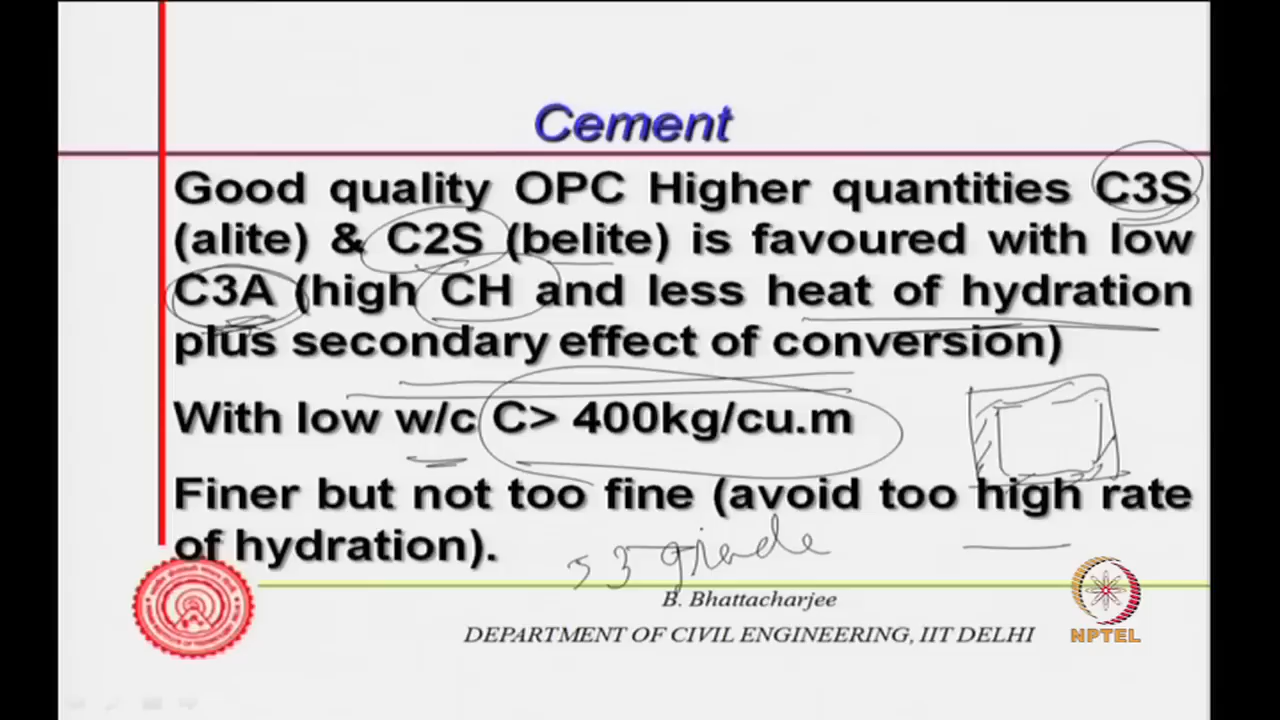 Cement
Good quality OPC Higher quantities C3S
(alite) & C2S (belite) is favoured with low
C3A (high CH and less heat of hydration
plus secondary effect of conversion)
With low w/c C> 400kg/cu.m
Finer but not too fine (avoid too high rate
of hydration).
53 grade
B. Bhattacharjee
DEPARTMENT OF CIVIL ENGINEERING, IIT DELHI
NPTEL